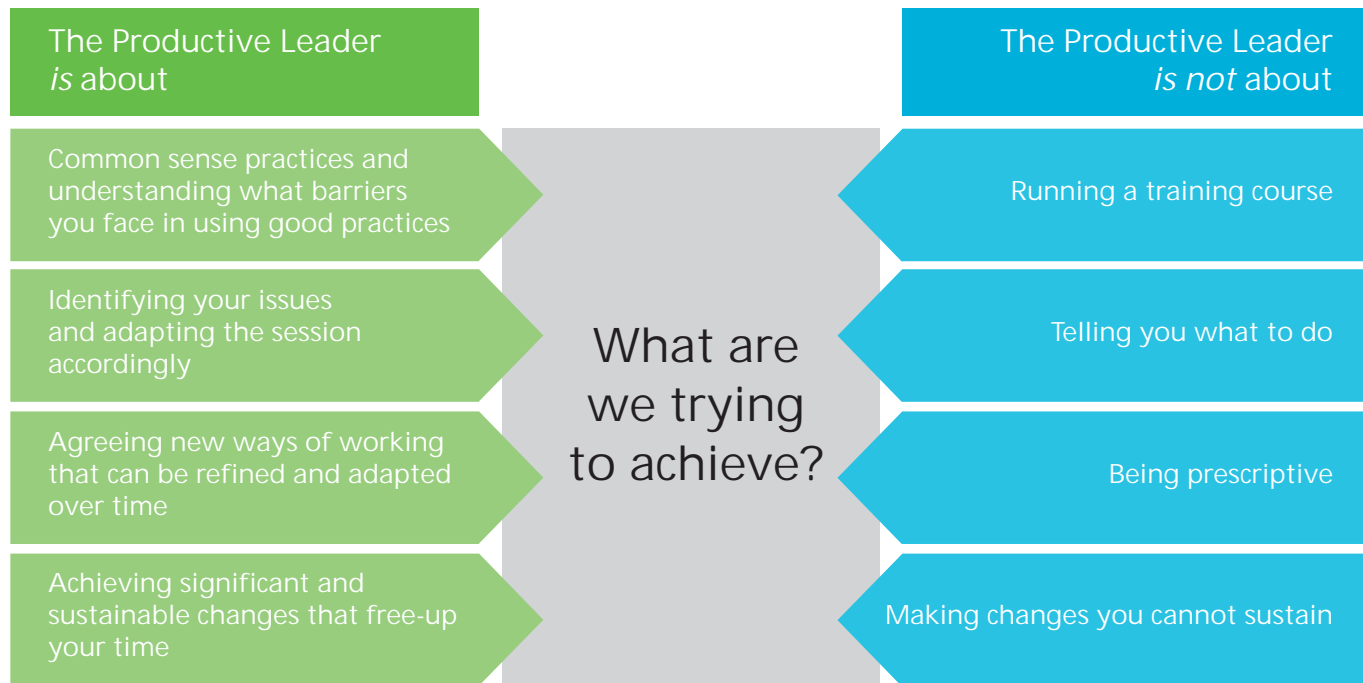 The Productive Leader
is about
Common sense practices and
understanding what barriers
you face in using good practices
Identifying your issues
and adapting the session
accordingly
Agreeing new ways of working
that can be refined and adapted
over time
Achieving significant and
sustainable changes that free-up
your time
What are
we trying
to achieve?
The Productive Leader
is not about
Running a training course
Telling you what to do
Being prescriptive
Making changes you cannot sustain